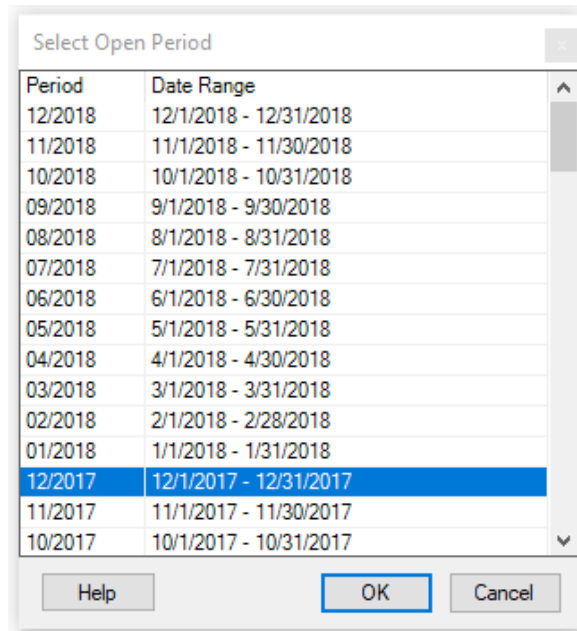 Select Open Period
x
Period Date Range
12/2018 12/1/2018 - 12/31/2018
11/2018 11/1/2018 - 11/30/2018
10/2018 10/1/2018 - 10/31/2018
09/2018 9/1/2018 - 9/30/2018
08/2018 8/1/2018 - 8/31/2018
07/2018 7/1/2018 - 7/31/2018
06/2018 6/1/2018 - 6/30/2018
05/2018 5/1/2018 - 5/31/2018
04/2018 4/1/2018 - 4/30/2018
03/2018 3/1/2018 - 3/31/2018
02/2018 2/1/2018 - 2/28/2018
01/2018 1/1/2018 - 1/31/2018
12/2017 12/1/2017 - 12/31/2017
11/2017 11/1/2017 - 11/30/2017
10/2017 10/1/2017 - 10/31/2017
Help OK Cancel